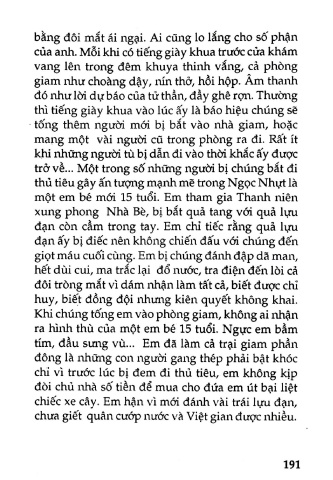 bằng đôi mắt ái ngại. Ai cũng lo lắng cho số phận
của anh. Mỗi khi có tiếng giày khua trước cửa khám
vang lên trong đêm khuya thinh vắng, cả phòng
giam như choàng dậy, nín thở, hồi hộp. Âm thanh
đó như lời dự báo của tử thần, đầy ghê rợn. Thường
thì tiếng giày khua vào lúc ấy là báo hiệu chúng sẽ
tống thêm người mới bị bắt vào nhà giam, hoặc
mang một vài người cũ trong phòng ra đi. Rất ít
khi những người tù bị dẫn đi vào thời khắc ấy được
trở về... Một trong số những người bị chúng bắt đi
thủ tiêu gây ấn tượng mạnh mẽ trong Ngọc Nhựt là
một em bé mới 15 tuổi. Em tham gia Thanh niên
xung phong Nhà Bè, bị bắt quả tang với quả lựu
đạn còn cầm trong tay. Em chỉ tiếc rằng quả lựu
đạn ấy bị điếc nên không chiến đấu với chúng đến
giọt máu cuối cùng. Em bị chúng đánh đập dã man,
hết dùi cui, ma trắc lại đổ nước, tra điện đến lòi cả
đôi tròng mắt vì dám nhận làm tất cả, biết được chỉ
huy, biết đồng đội nhưng kiên quyết không khai.
Khi chúng tống em vào phòng giam, không ai nhận
ra hình thù của một em bé 15 tuổi. Ngực em bầm
tím, đầu sưng vù... Em đã làm cả trại giam phần
đông là những con người gang thép phải bật khóc
chỉ vì trước lúc bị đem đi thủ tiêu, em không kịp
đòi chủ nhà số tiền để mua cho đứa em út bại liệt
chiếc xe cây. Em hận vì mới đánh vài trái lựu đạn,
chưa giết quân cướp nước và Việt gian được nhiều.
191